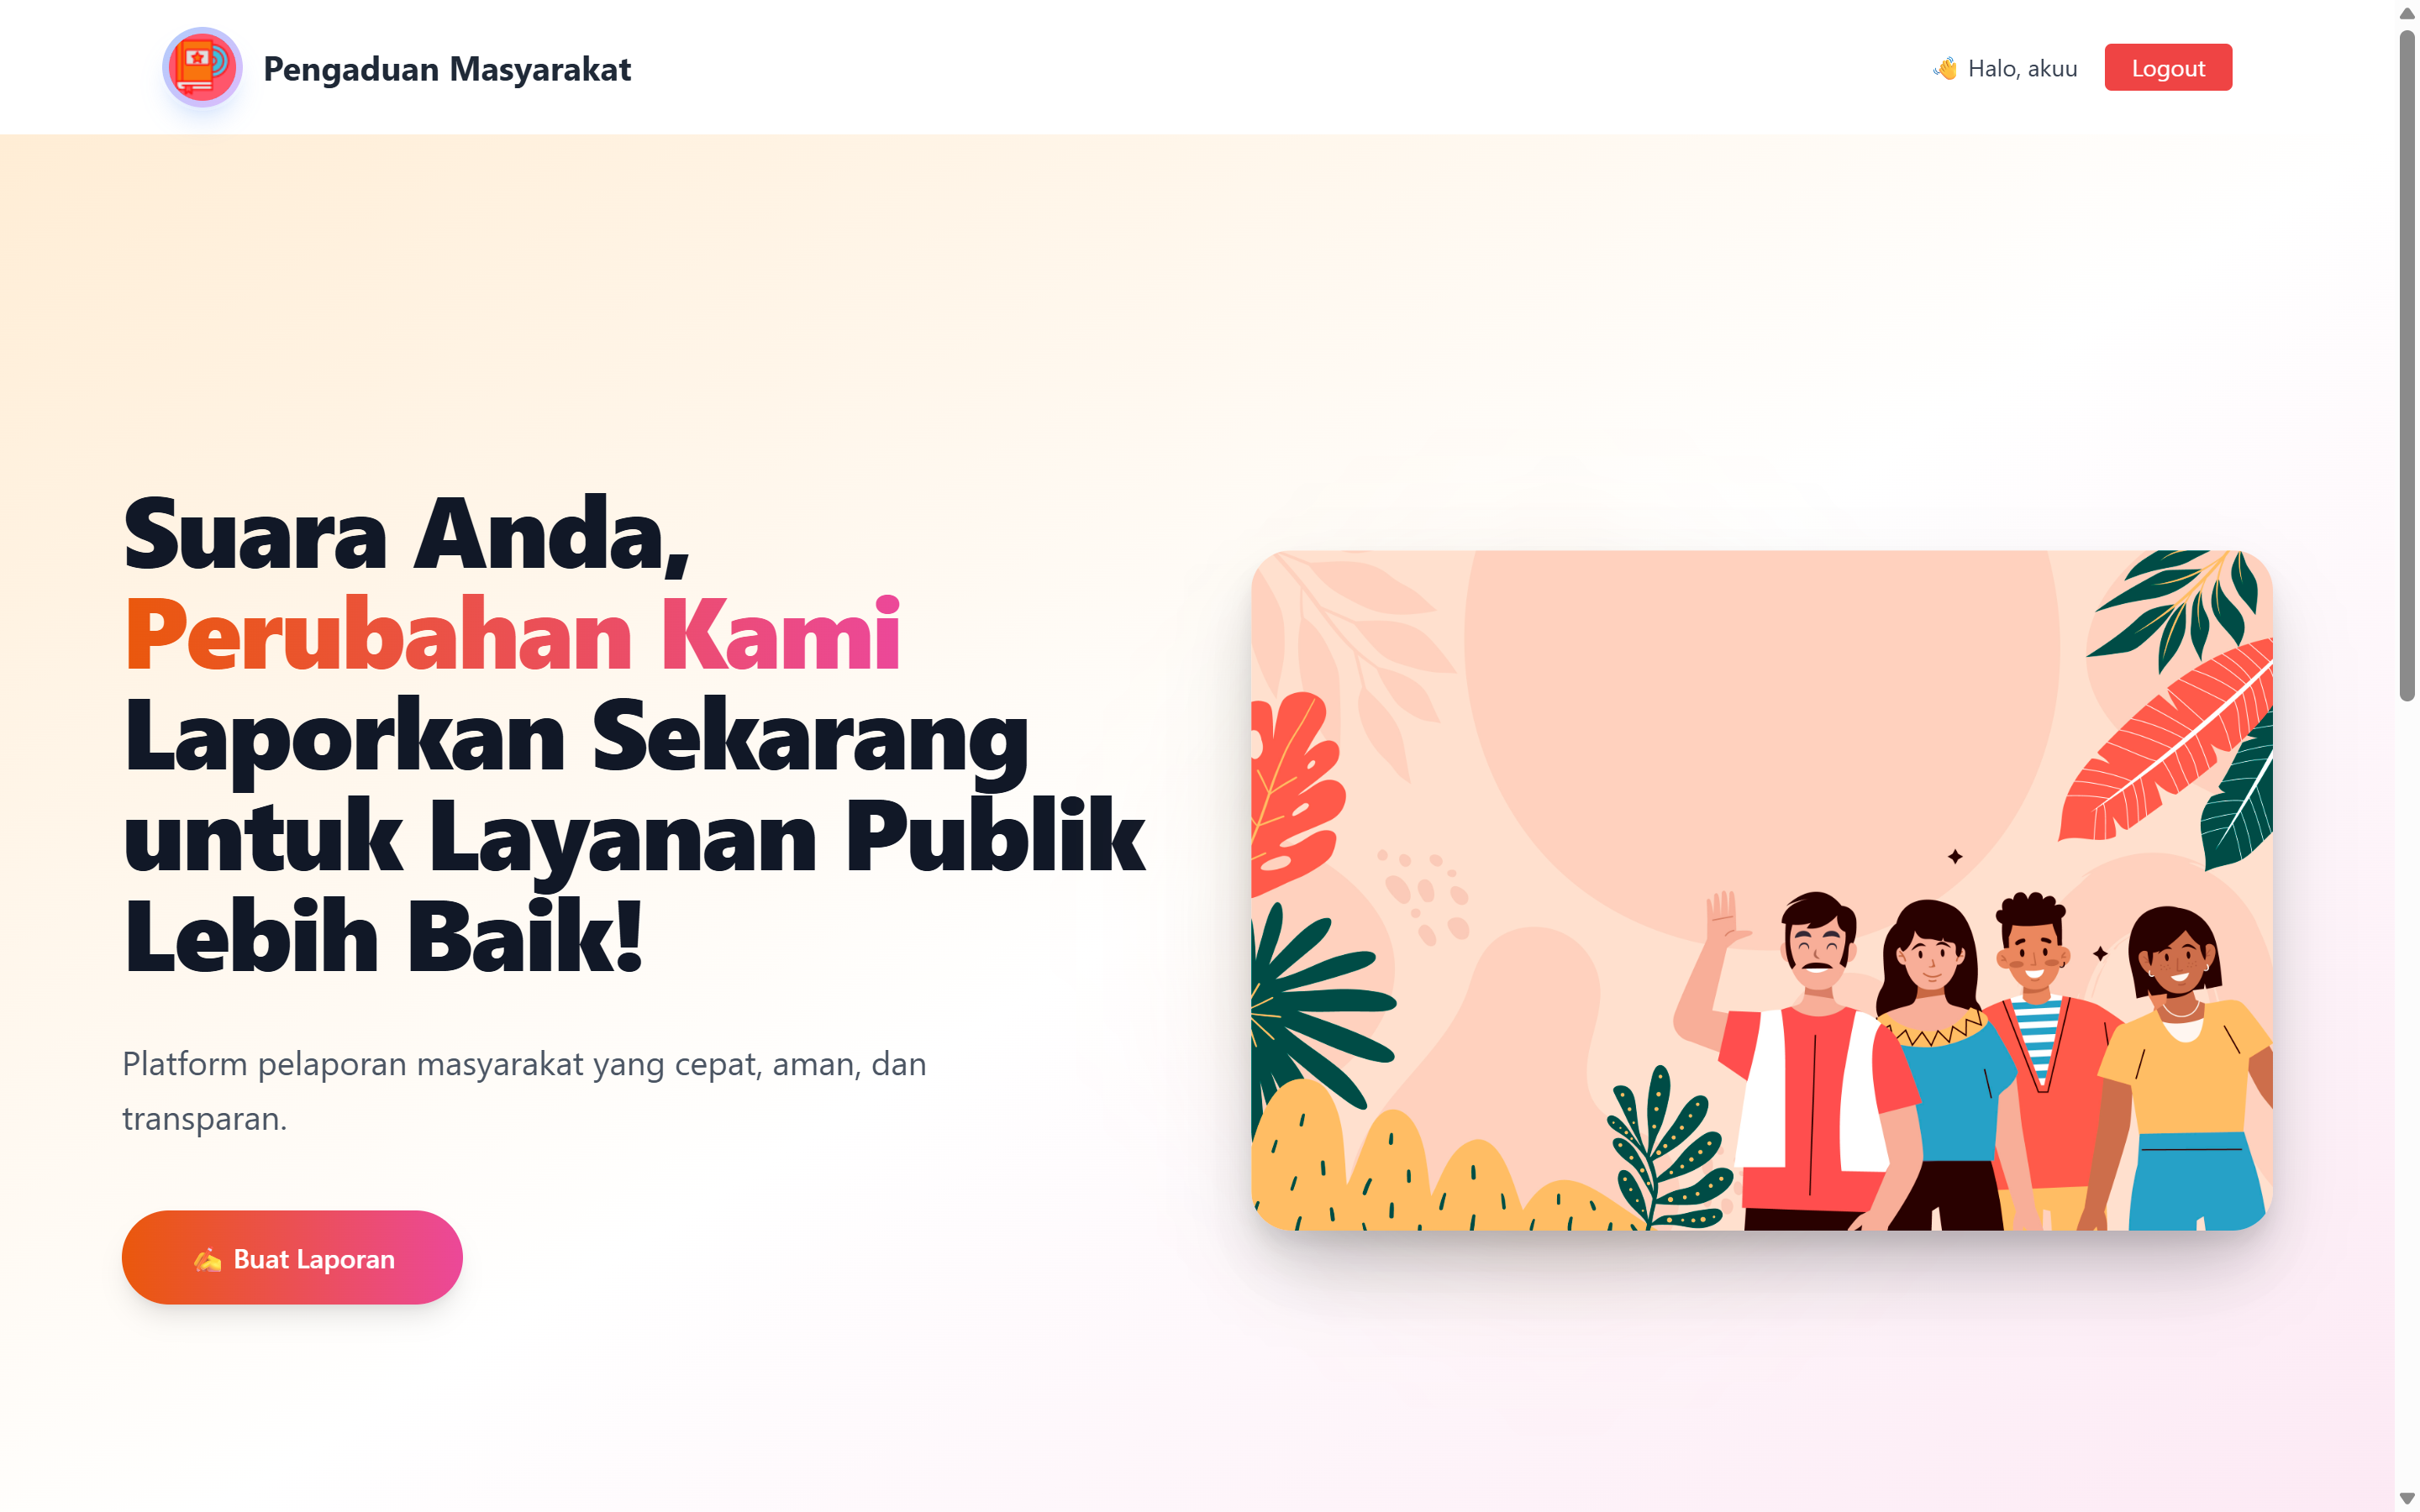 Pengaduan Masyarakat
👋 Halo, akuu
Logout
Suara Anda,
Perubahan Kami
Laporkan Sekarang
untuk Layanan Publik
Lebih Baik!
Platform pelaporan masyarakat yang cepat, aman, dan
transparan.
✍️ Buat Laporan